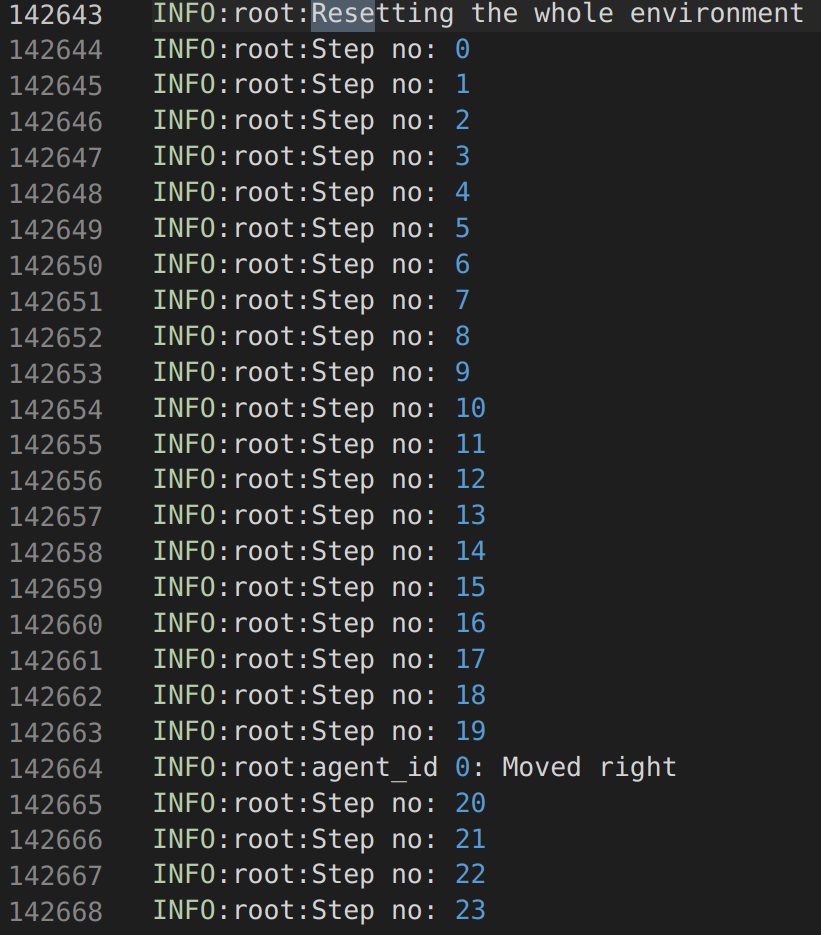 142643 INFO:root:Resetting the whole environment
142644 INFO:root:Step no: 0
142645 INFO:root:Step no: 1
142646 INFO:root:Step no: 2
142647 INFO:root:Step no: 3
142648 INFO:root:Step no: 4
142649 INFO:root:Step no: 5
142650 INFO:root:Step no: 6
142651 INFO:root:Step no: 7
142652 INFO:root:Step no: 8
142653 INFO:root:Step no: 9
142654 INFO:root:Step no: 10
142655 INFO:root:Step no: 11
142656 INFO:root:Step no: 12
142657 INFO:root:Step no: 13
142658 INFO:root:Step no: 14
142659 INFO:root:Step no: 15
142660 INFO:root:Step no: 16
142661 INFO:root:Step no: 17
142662 INFO:root:Step no: 18
142663 INFO:root:Step no: 19
142664 INFO:root:agent_id 0: Moved right
142665 INFO:root:Step no: 20
142666 INFO:root:Step no: 21
142667 INFO:root:Step no: 22
142668 INFO:root:Step no: 23